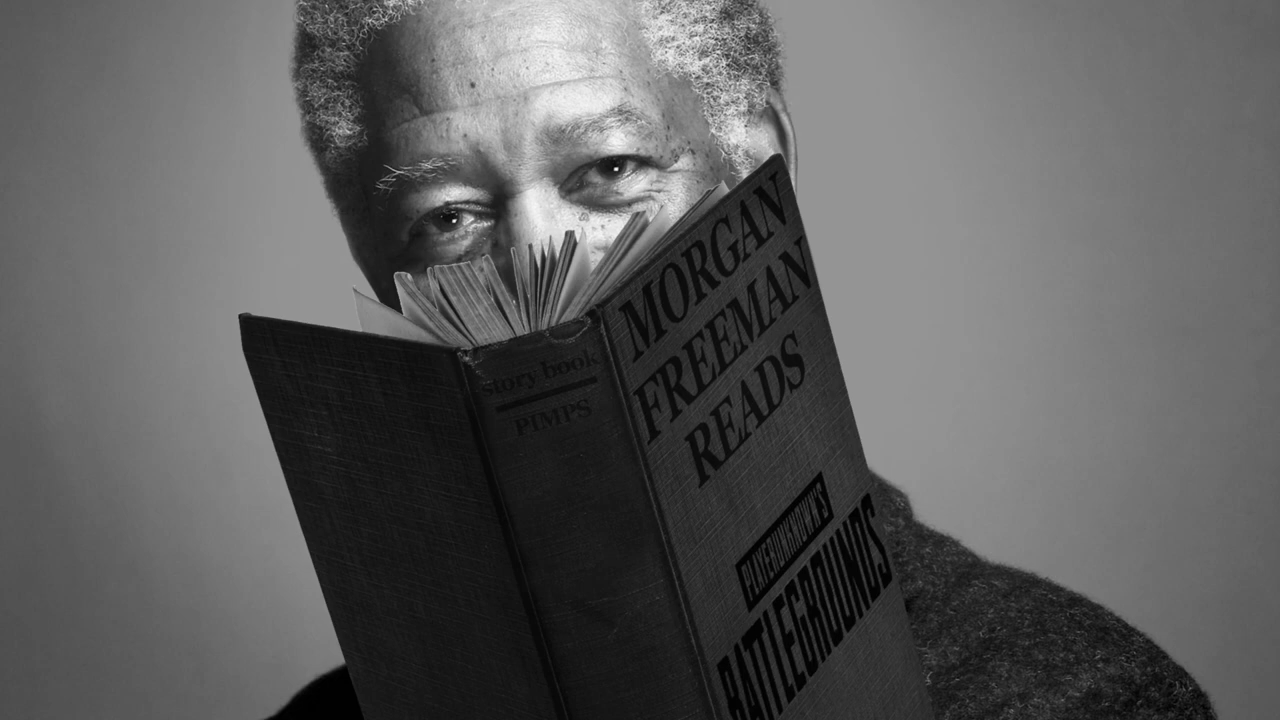 story book
PIMPS
MORGAN
FREEMAN
READS
PLAYERUNKNOWN'S
BATTLEGROUNDS